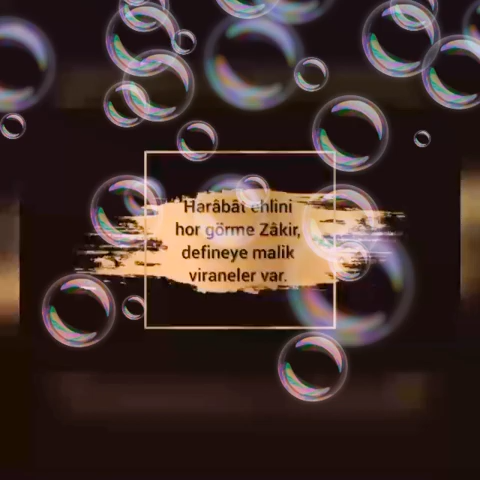 Harâbât ehlini
hor görme Zâkir,
defineye malik
viraneler var.